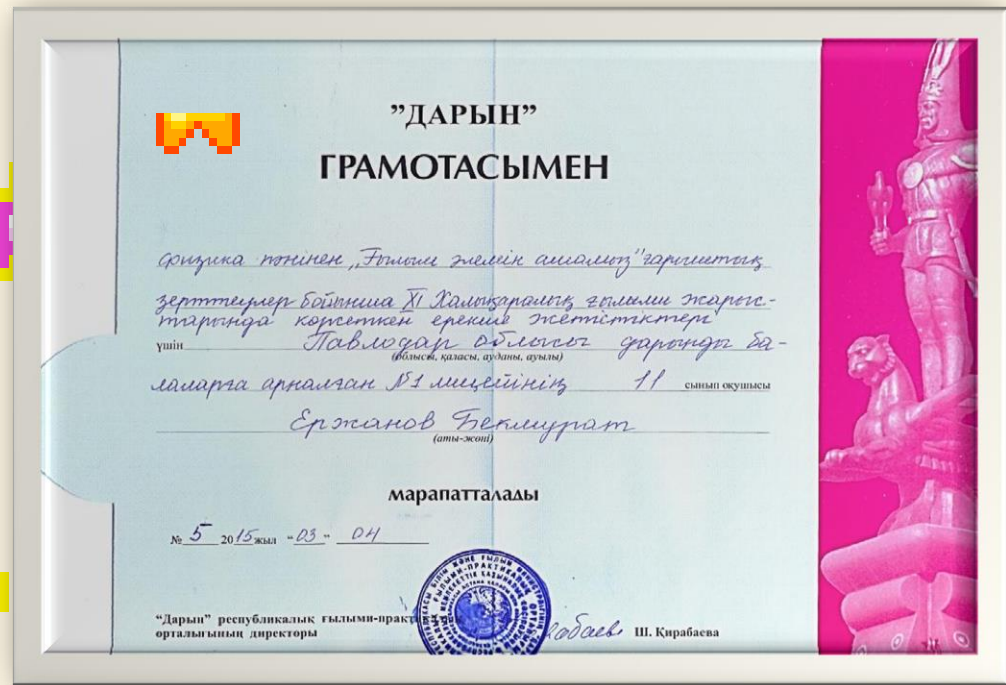 ”ДАРЫН”
ГРАМОТАСЫМЕН
физика пәнінен „Ғылым әлемін ашамыз" ғарыштық
зерттеулер бойынша XI Халықаралық ғылыми жарыс-
тарында көрсеткен ерекше жетістіктері
үшін Павлодар облысы дарынды ба-
(облысы, қаласы, ауданы, ауылы)
лаларға арналған №1 лицейінің 11 сынып оқушысы
Ержанов Бекмурат
(аты-жөні)
марапатталады
№ 5 2015 жыл "03" 04
“Дарын” республикалық ғылыми-практ
орталығының директоры Ш. Қирабаева